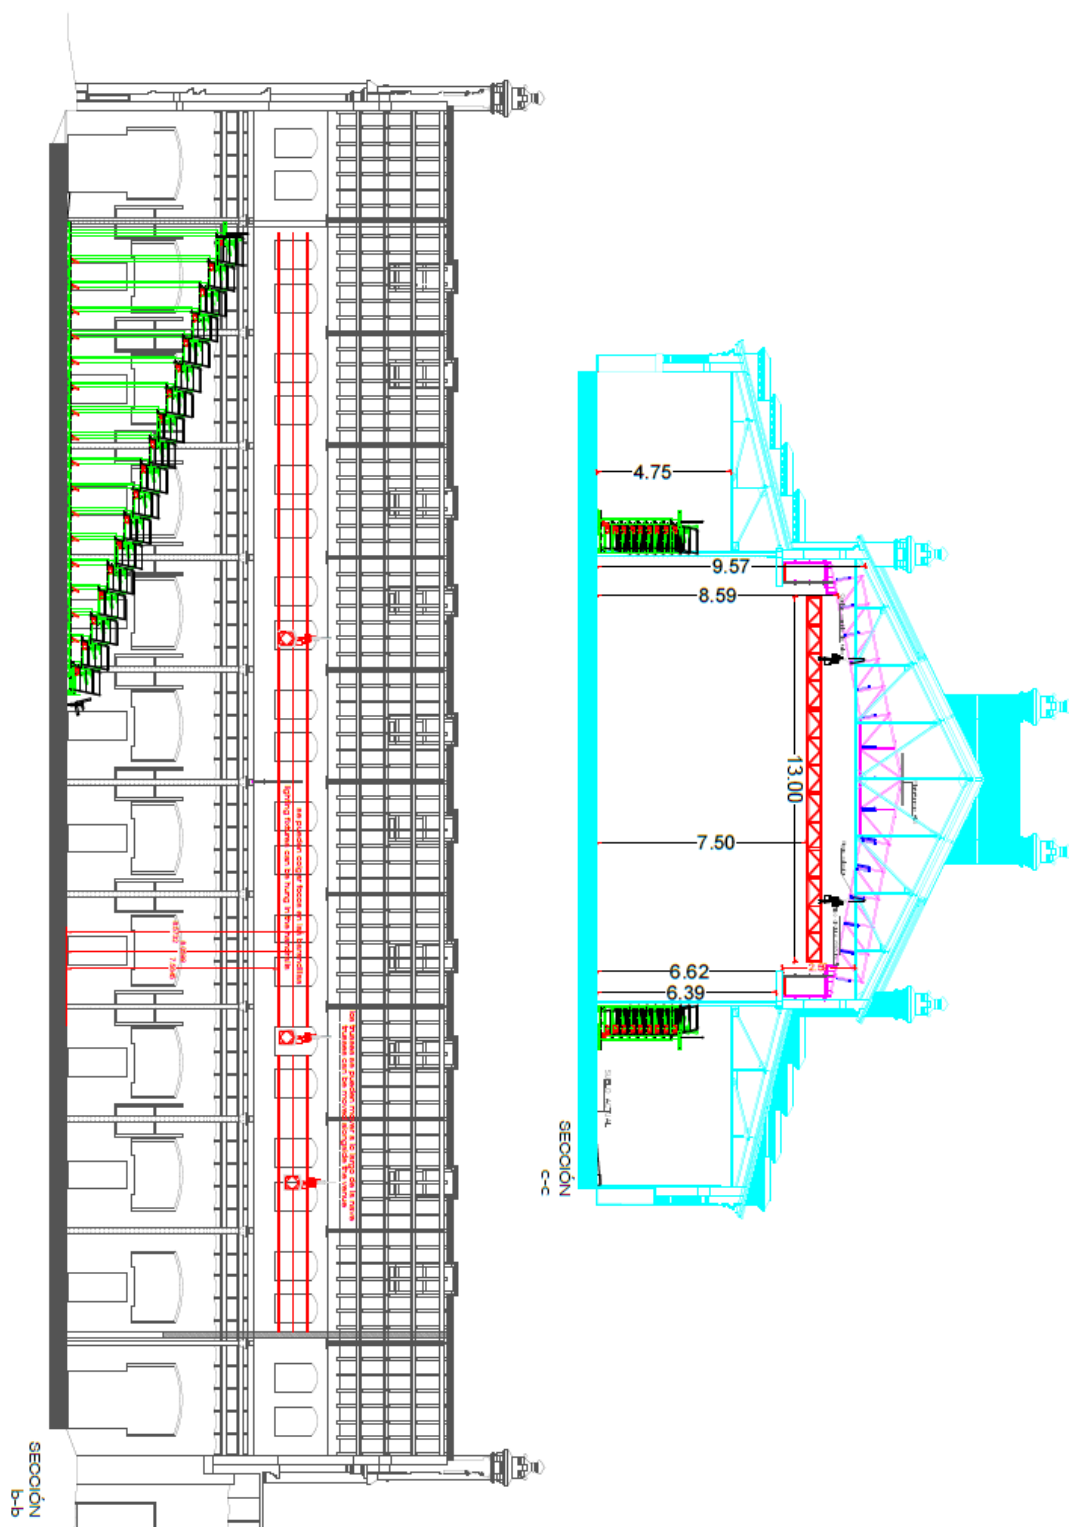 4.75
9.57
8.59
13.00
7.50
6.62
6.39
SECCIÓN
c-c
se pueden colgar focos en las barandillas
lighting fixtures can be hung in the handrails
los trusses se pueden mover a lo largo de la nave
trusses can be moved alongside the venue
SECCIÓN
b-b